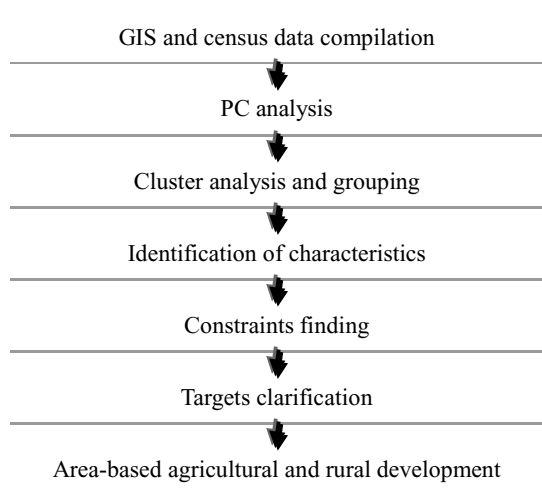 GIS and census data compilation
PC analysis
Cluster analysis and grouping
Identification of characteristics
Constraints finding
Targets clarification
Area-based agricultural and rural development